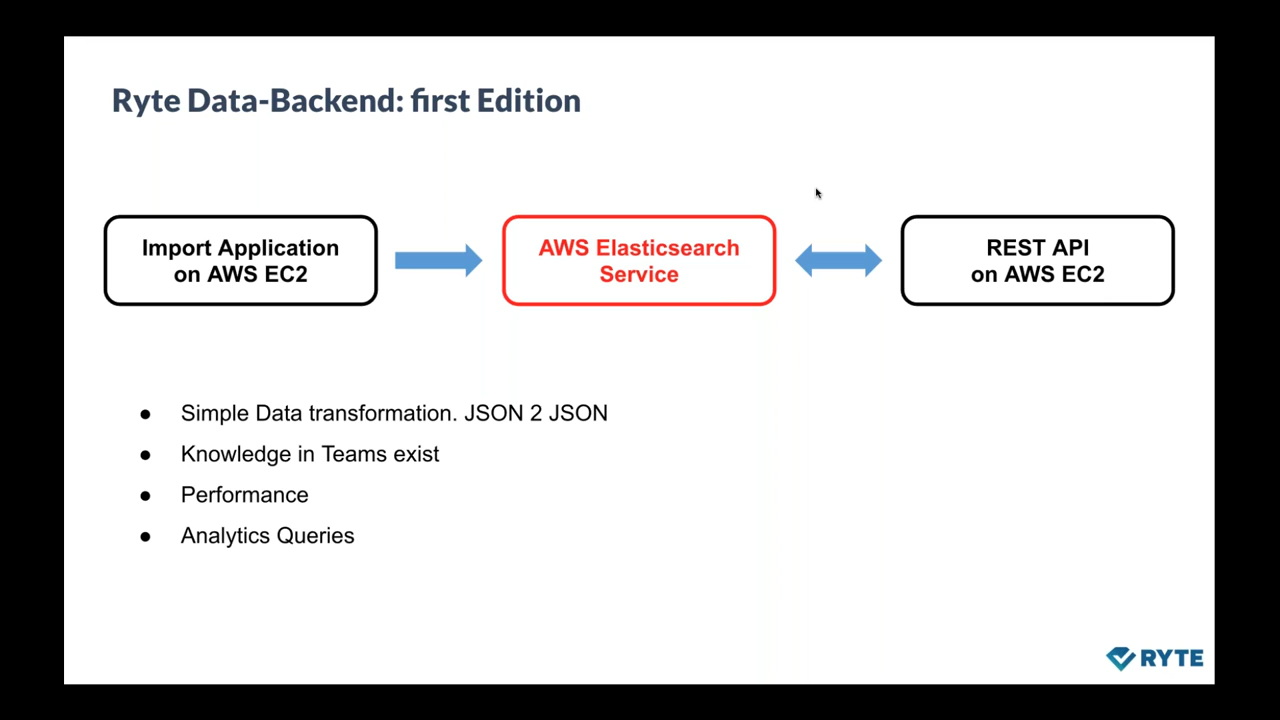 Ryte Data-Backend: first Edition
Import Application
on AWS EC2
AWS Elasticsearch
Service
REST API
on AWS EC2
● Simple Data transformation. JSON 2 JSON
● Knowledge in Teams exist
● Performance
● Analytics Queries
RYTE